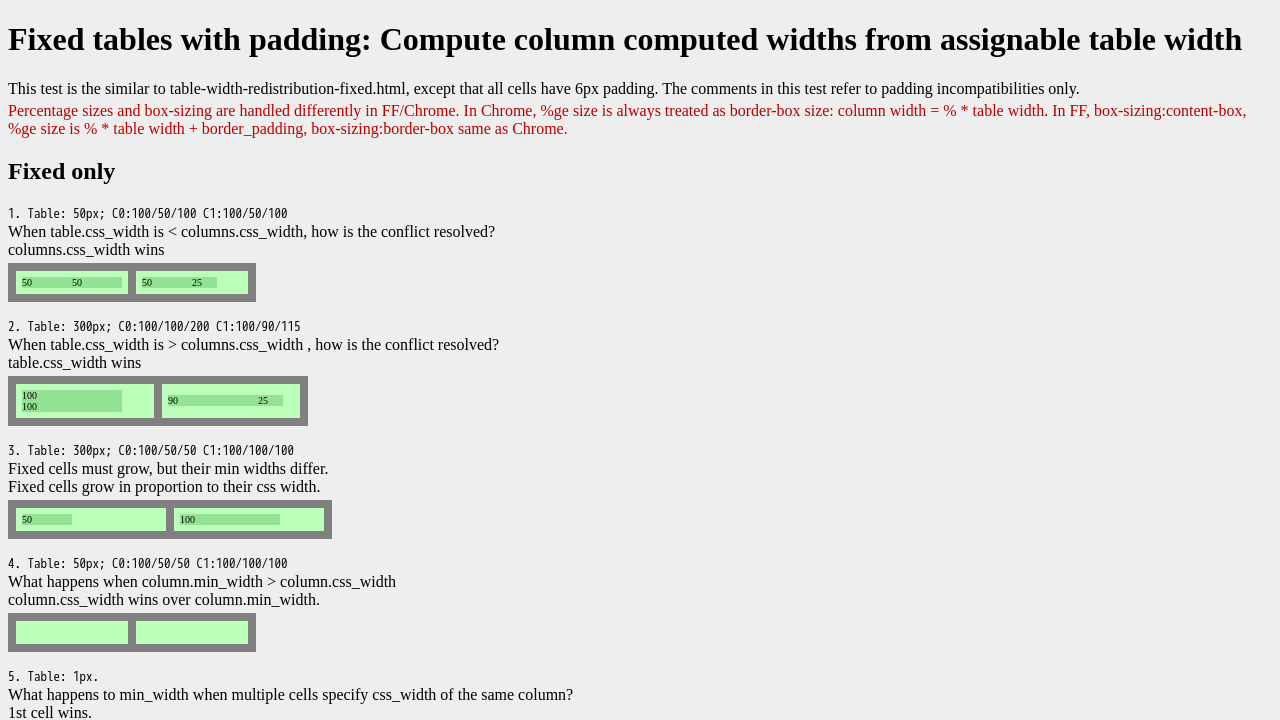 Fixed tables with padding: Compute column computed widths from assignable table width
This test is the similar to table-width-redistribution-fixed.html, except that all cells have 6px padding. The comments in this test refer to padding incompatibilities only.
Percentage sizes and box-sizing are handled differently in FF/Chrome. In Chrome, %ge size is always treated as border-box size: column width = % * table width. In FF, box-sizing:content-box,
%ge size is % * table width + border_padding, box-sizing:border-box same as Chrome.
Fixed only
1. Table: 50px; C0:100/50/100 C1:100/50/100
When table.css_width is < columns.css_width, how is the conflict resolved?
columns.css_width wins
50 50 50 25
2. Table: 300px; C0:100/100/200 C1:100/90/115
When table.css_width is > columns.css_width , how is the conflict resolved?
table.css_width wins
100
100
90 25
3. Table: 300px; C0:100/50/50 C1:100/100/100
Fixed cells must grow, but their min widths differ.
Fixed cells grow in proportion to their css width.
50 100
4. Table: 50px; C0:100/50/50 C1:100/100/100
What happens when column.min_width > column.css_width
column.css_width wins over column.min_width.
5. Table: 1px.
What happens to min_width when multiple cells specify css_width of the same column?
1st cell wins.